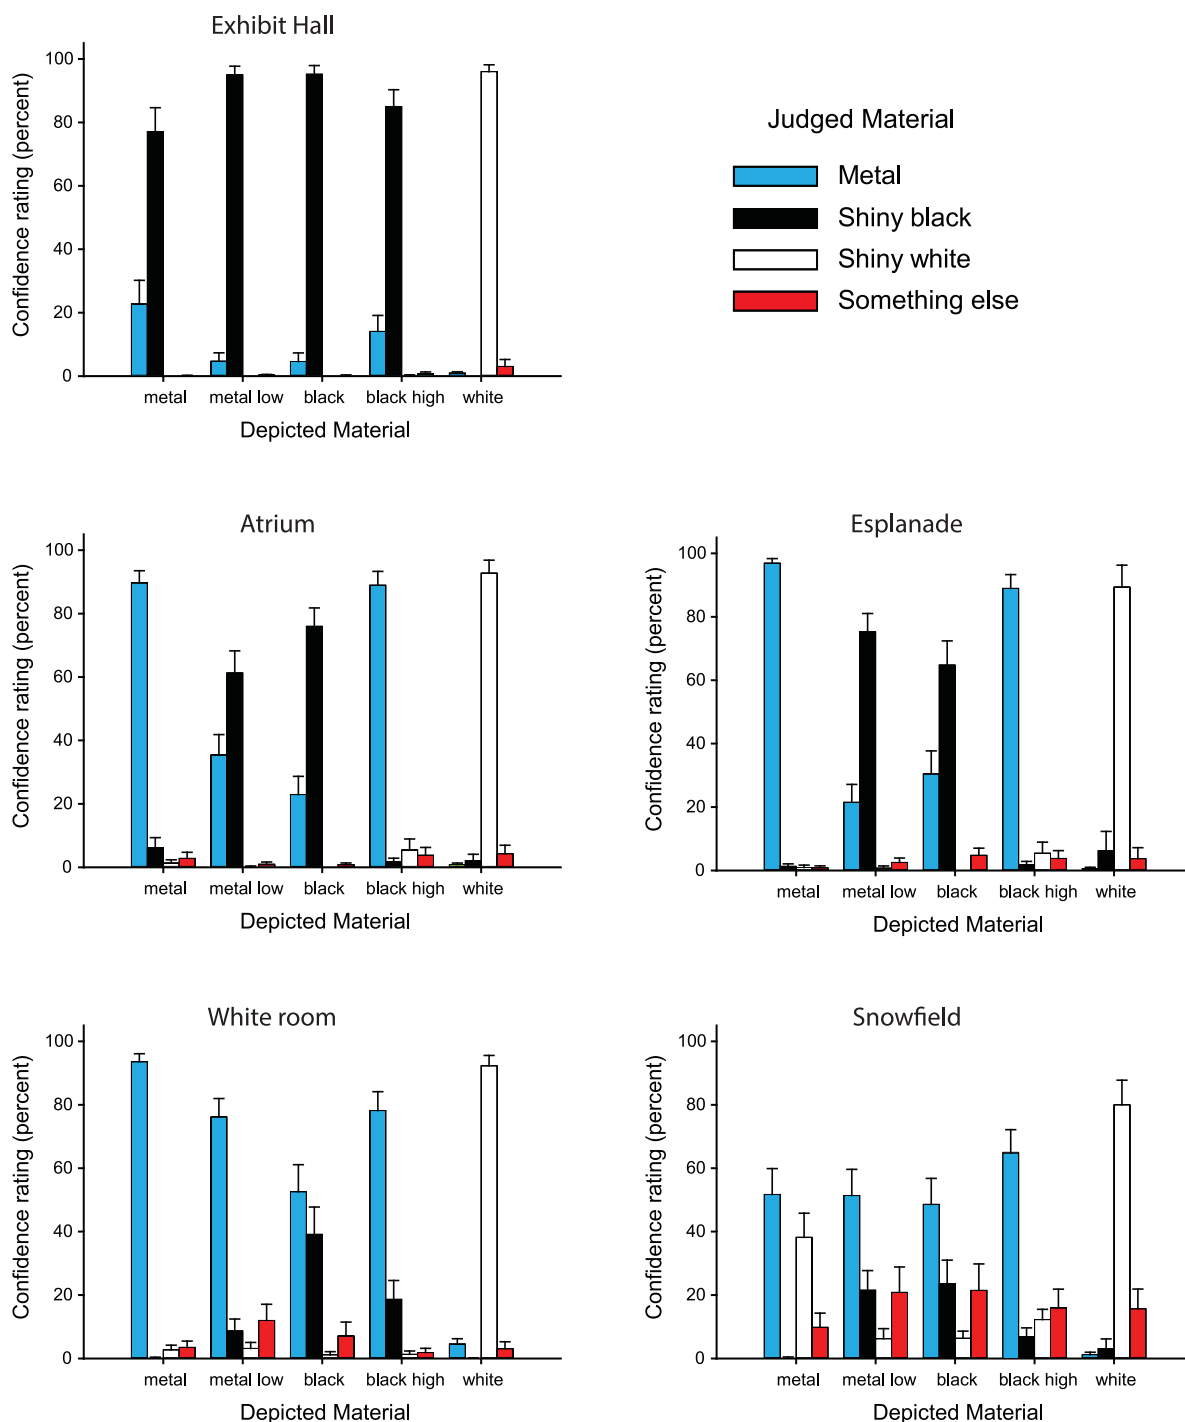 Exhibit Hall
Confidence rating (percent)
100
80
60
40
20
0
metal metal low black black high white
Depicted Material
Judged Material
Metal
Shiny black
Shiny white
Something else
Atrium
Confidence rating (percent)
100
80
60
40
20
0
metal metal low black black high white
Depicted Material
Esplanade
Confidence rating (percent)
100
80
60
40
20
0
metal metal low black black high white
Depicted Material
White room
Confidence rating (percent)
100
80
60
40
20
0
metal metal low black black high white
Depicted Material
Snowfield
Confidence rating (percent)
100
80
60
40
20
0
metal metal low black black high white
Depicted Material